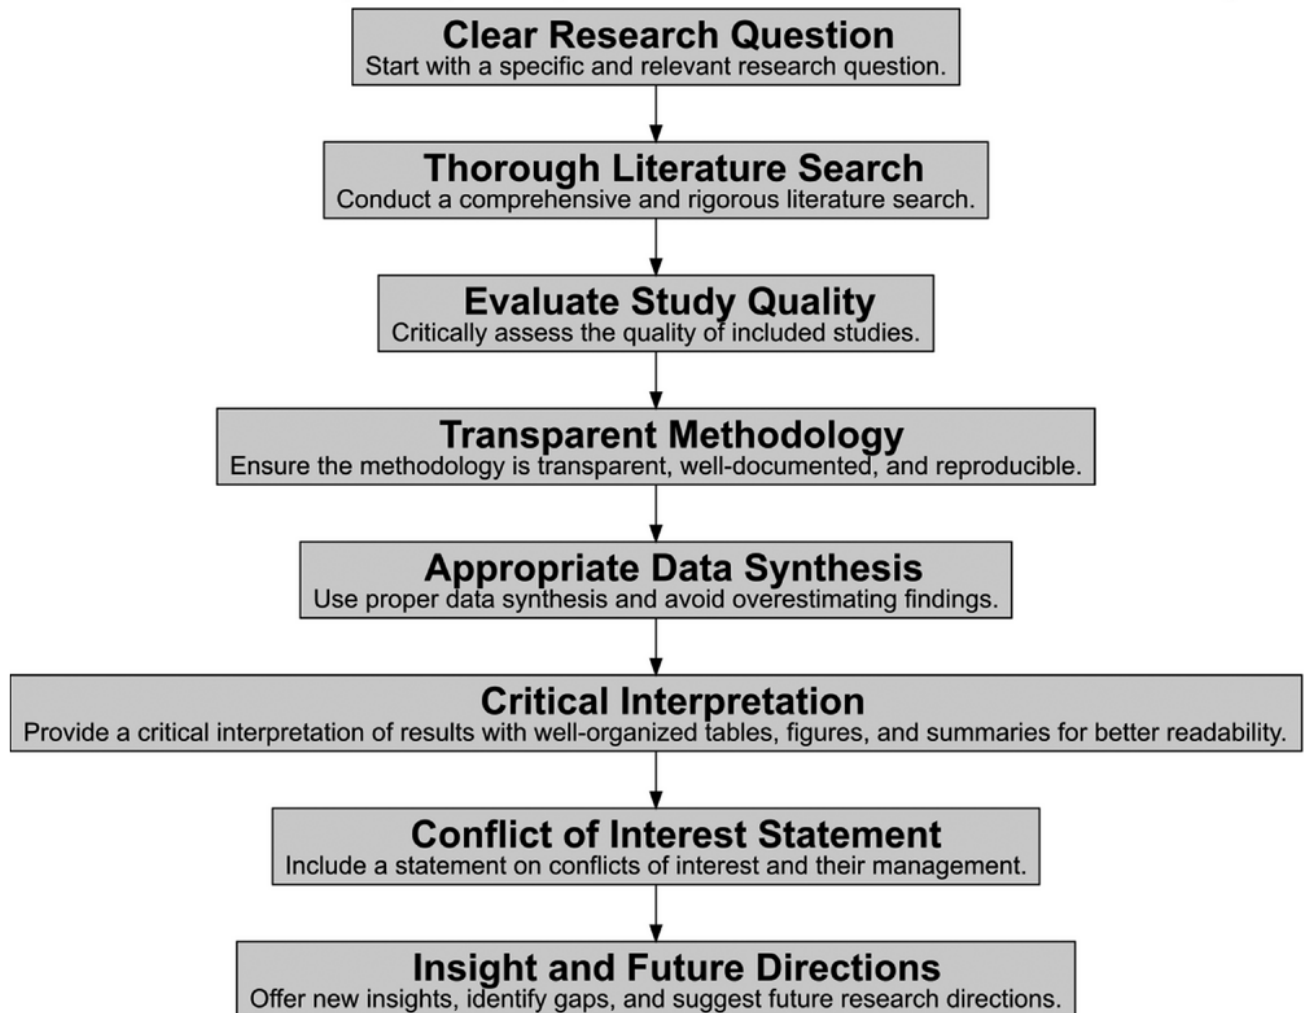 Clear Research Question
Start with a specific and relevant research question.
Thorough Literature Search
Conduct a comprehensive and rigorous literature search.
Evaluate Study Quality
Critically assess the quality of included studies.
Transparent Methodology
Ensure the methodology is transparent, well-documented, and reproducible.
Appropriate Data Synthesis
Use proper data synthesis and avoid overestimating findings.
Critical Interpretation
Provide a critical interpretation of results with well-organized tables, figures, and summaries for better readability.
Conflict of Interest Statement
Include a statement on conflicts of interest and their management.
Insight and Future Directions
Offer new insights, identify gaps, and suggest future research directions.